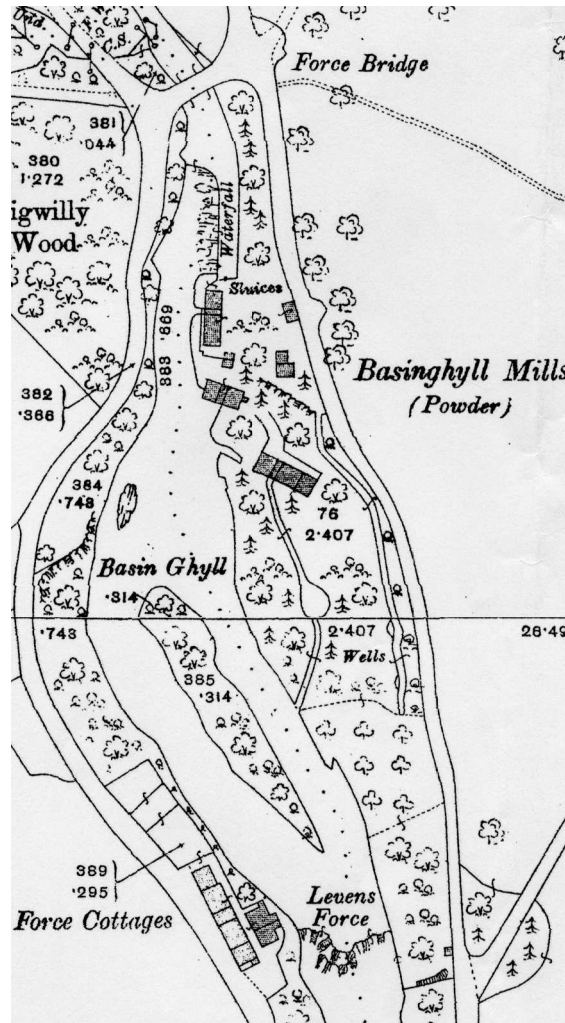 C.S.
Force Bridge
381
.044
380
1.272
igwilly
Wood
Waterfall
Sluices
.699
383
Basinghyll Mills
(Powder)
382
.366
384
.743
76
2.407
Basin Ghyll
.314
.743
2.407
26.49
Wells
385
.314
389
.295
Levens
Force
Force Cottages